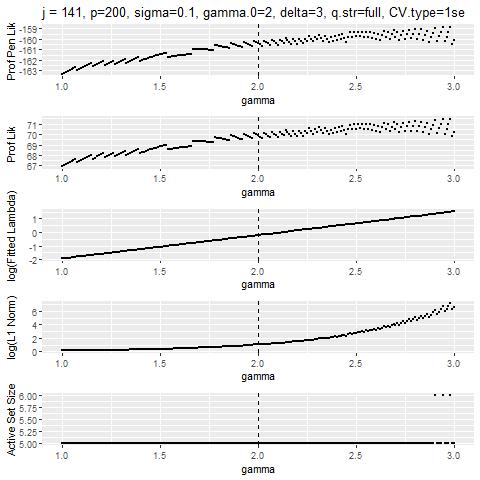 j = 141, p=200, sigma=0.1, gamma.0=2, delta=3, q.str=full, CV.type=1se
Prof Pen Lik
-159
-160
-161
-162
-163
1.0 1.5 2.0 2.5 3.0
gamma
Prof Lik
71
70
69
68
67
1.0 1.5 2.0 2.5 3.0
gamma
log(Fitted Lambda)
1
0
-1
-2
1.0 1.5 2.0 2.5 3.0
gamma
log(L1 Norm)
6
4
2
0
1.0 1.5 2.0 2.5 3.0
gamma
Active Set Size
6.00
5.75
5.50
5.25
5.00
1.0 1.5 2.0 2.5 3.0
gamma